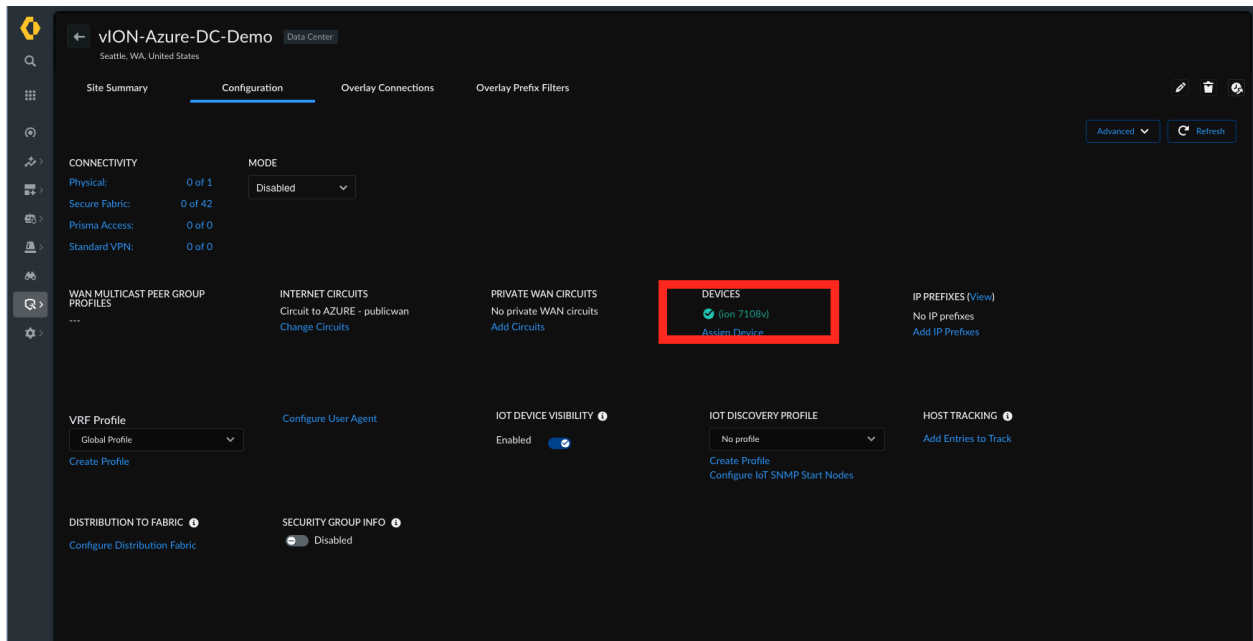 vION-Azure-DC-Demo Data Center
Seattle, WA, United States
Site Summary Configuration Overlay Connections Overlay Prefix Filters
Advanced Refresh
CONNECTIVITY MODE
Physical: 0 of 1 Disabled
Secure Fabric: 0 of 42
Prisma Access: 0 of 0
Standard VPN: 0 of 0
WAN MULTICAST PEER GROUP
PROFILES
---
INTERNET CIRCUITS
Circuit to AZURE - publicwan
Change Circuits
PRIVATE WAN CIRCUITS
No private WAN circuits
Add Circuits
DEVICES
(ion 7108v)
Assign Device
IP PREFIXES (View)
No IP prefixes
Add IP Prefixes
VRF Profile
Global Profile
Create Profile
Configure User Agent
IOT DEVICE VISIBILITY
Enabled
IOT DISCOVERY PROFILE
No profile
Create Profile
Configure IoT SNMP Start Nodes
HOST TRACKING
Add Entries to Track
DISTRIBUTION TO FABRIC
Configure Distribution Fabric
SECURITY GROUP INFO
Disabled